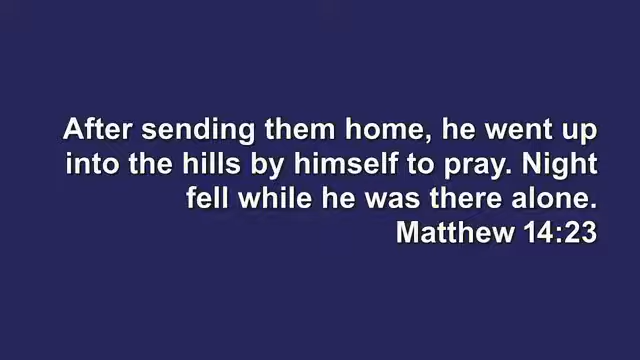 After sending them home, he went up
into the hills by himself to pray. Night
fell while he was there alone.
Matthew 14:23